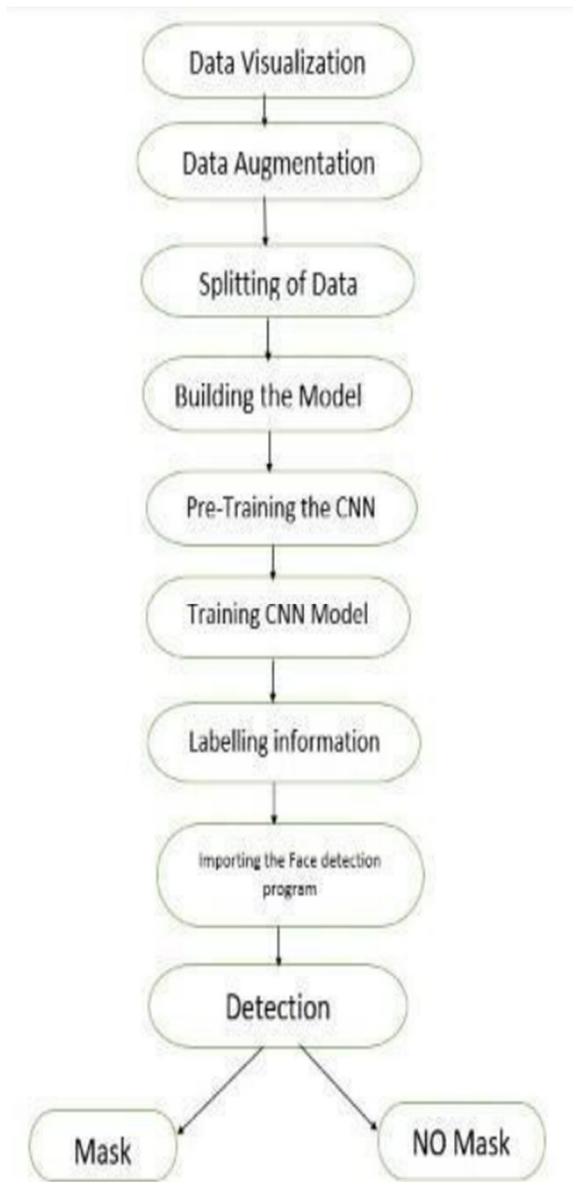 Data Visualization
Data Augmentation
Splitting of Data
Building the Model
Pre-Training the CNN
Training CNN Model
Labelling information
Importing the Face detection
program
Detection
Mask
NO Mask